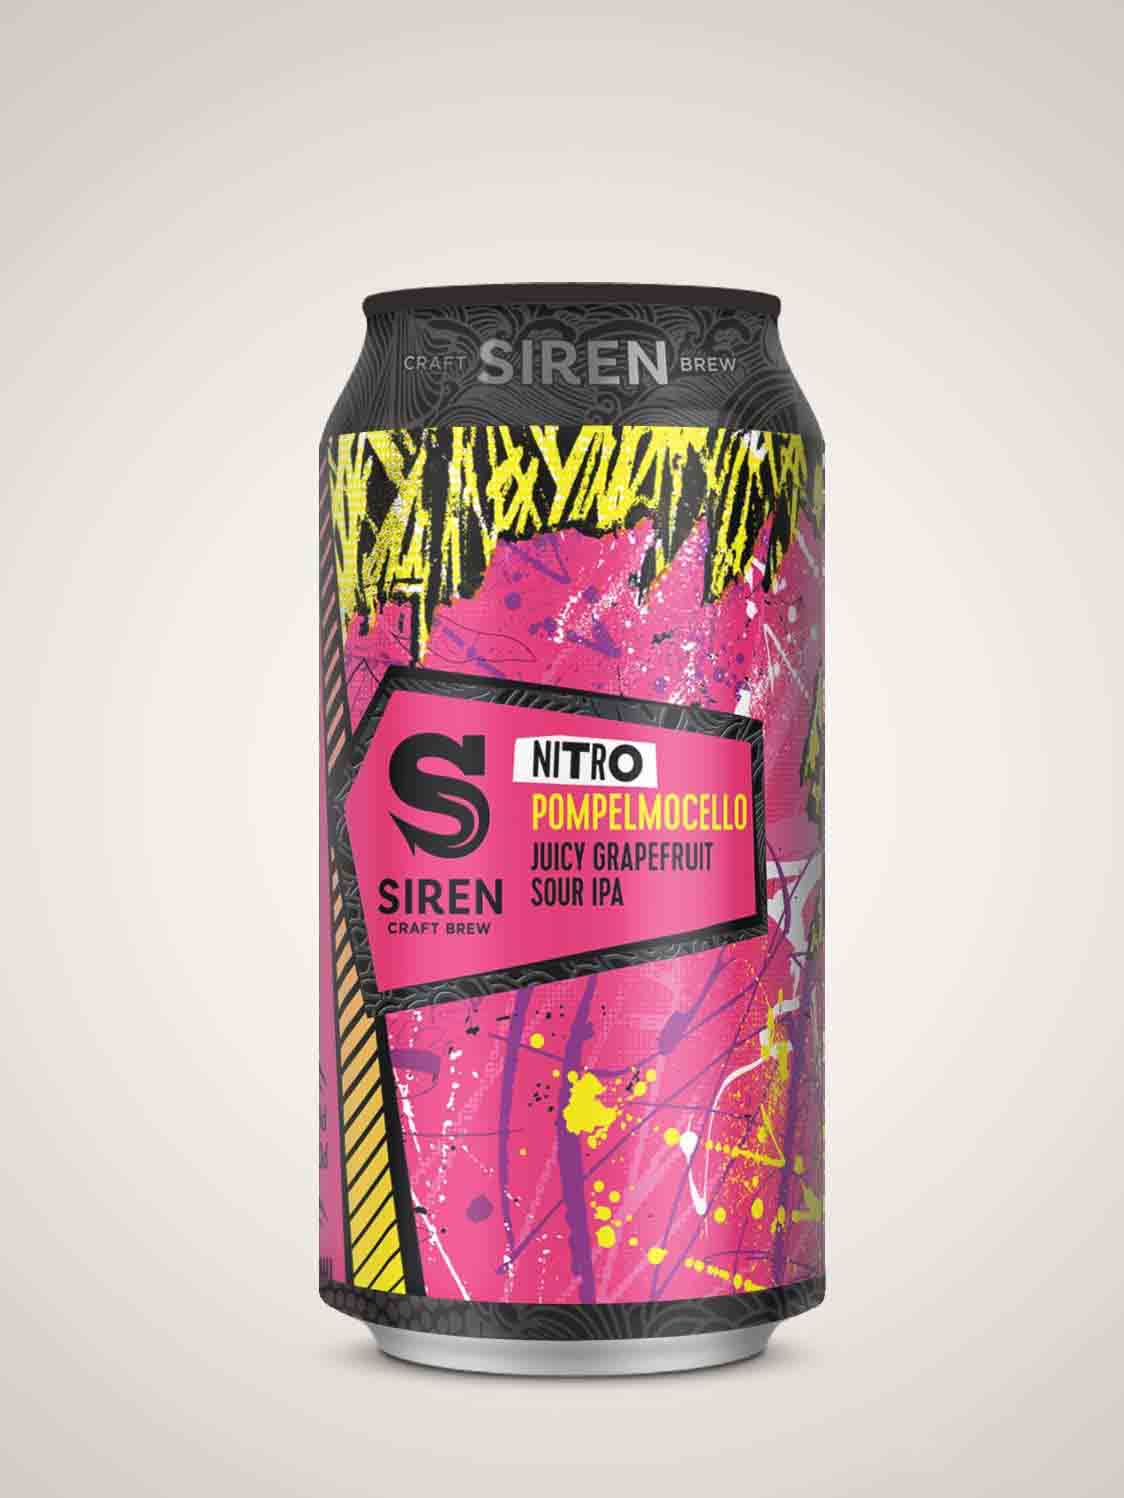 CRAFT SIREN BREW
NITRO
POMPELMOCELLO
JUICY GRAPEFRUIT
SOUR IPA
S
SIREN
CRAFT BREW